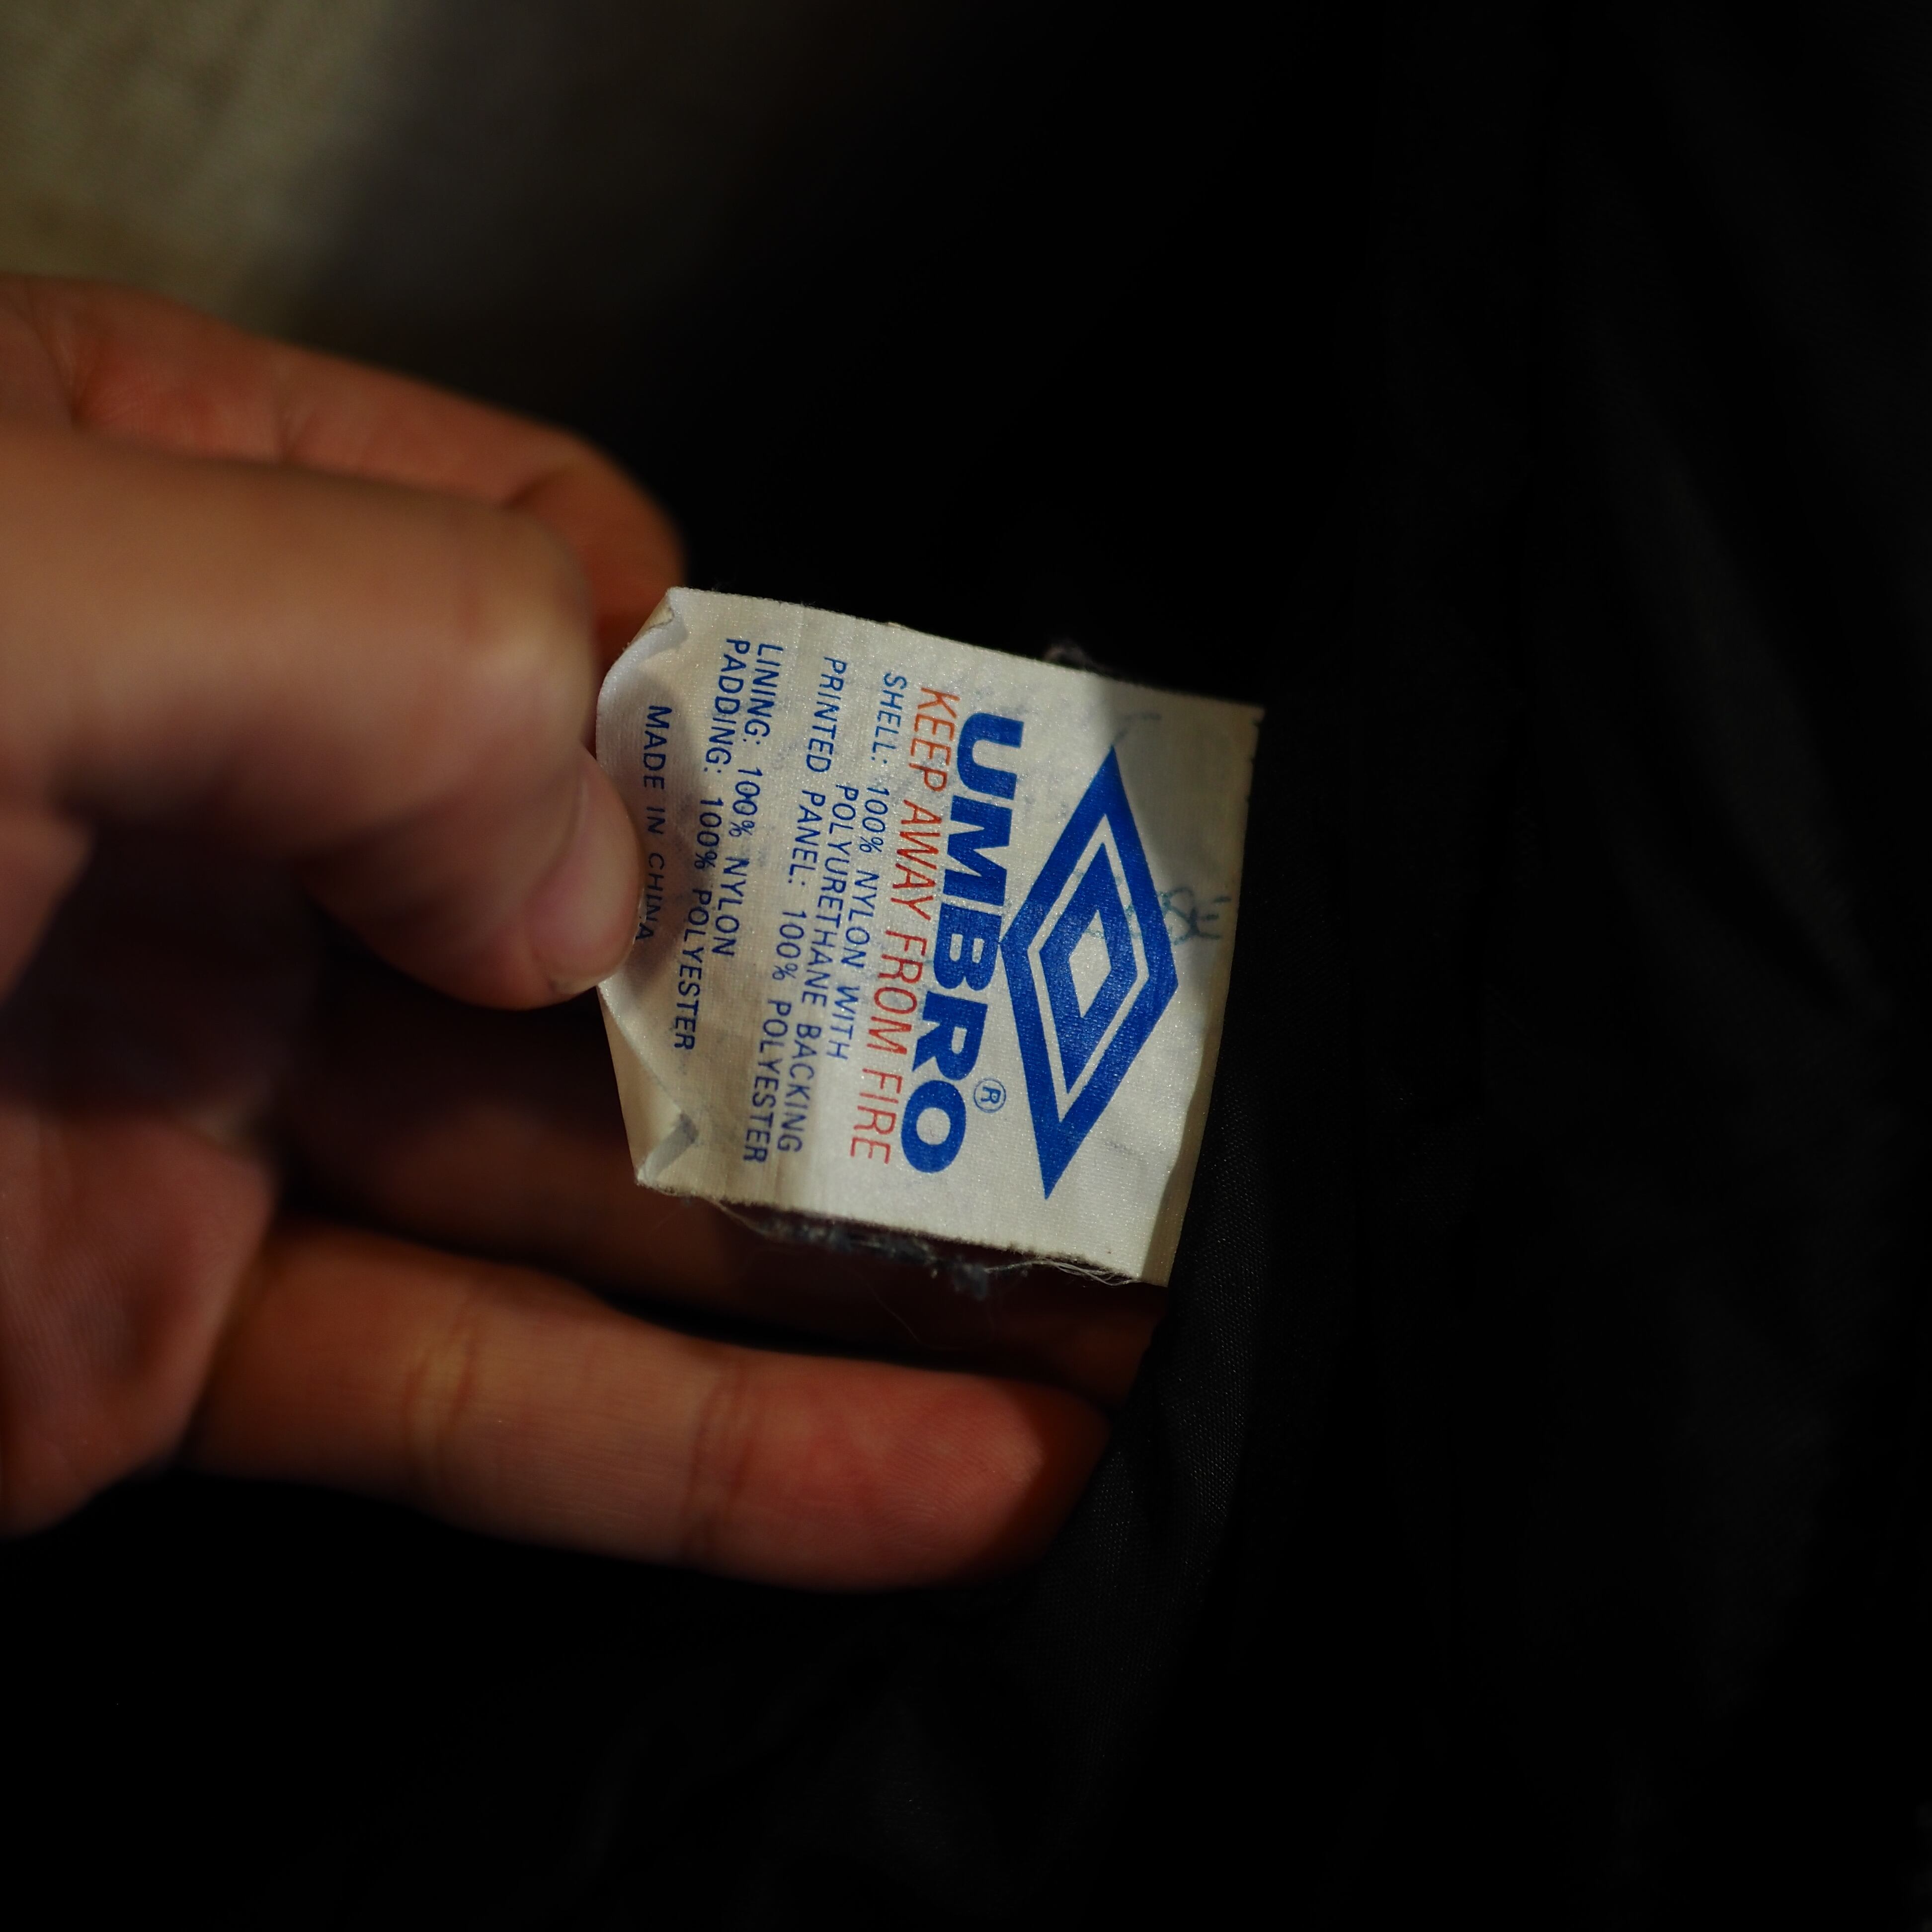 UMBRO®
KEEP AWAY FROM FIRE
SHELL: 100% NYLON WITH
POLYURETHANE BACKING
PRINTED PANEL: 100% POLYESTER
LINING: 100% NYLON
PADDING: 100% POLYESTER
MADE IN CHINA